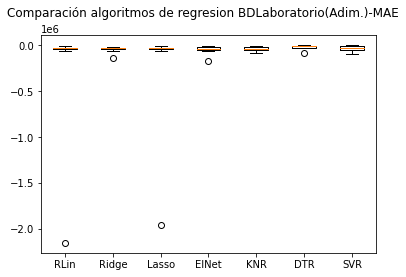 Comparación algoritmos de regresion BDLaboratorio(Adim.)-MAE
1e6
0.0
−0.5
−1.0
−1.5
−2.0
RLin Ridge Lasso ElNet KNR DTR SVR